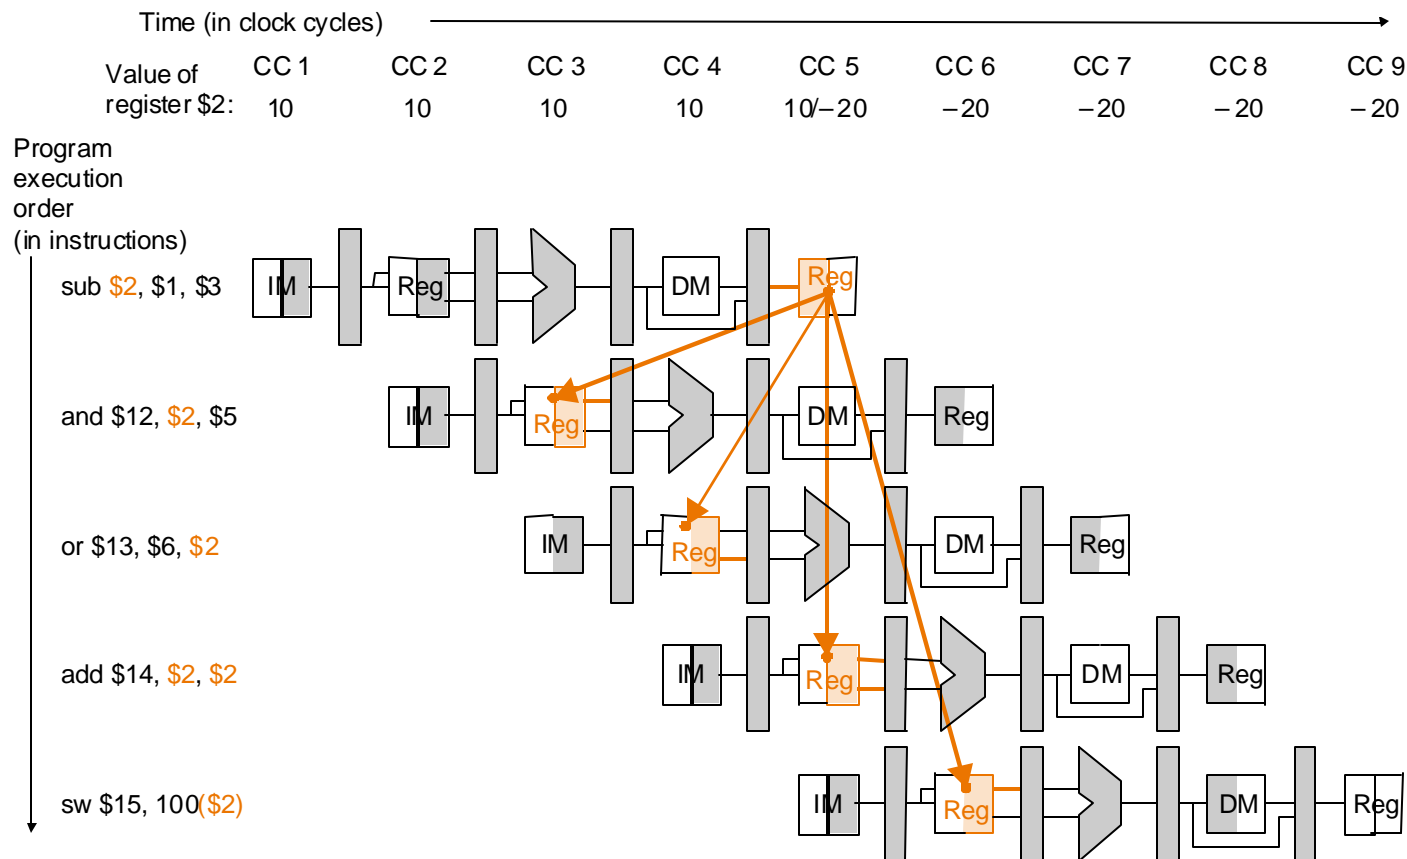 Time (in clock cycles)
Value of register $2:
CC 1 CC 2 CC 3 CC 4 CC 5 CC 6 CC 7 CC 8 CC 9
10 10 10 10 10/–20 –20 –20 –20 –20
Program
execution
order
(in instructions)
sub $2, $1, $3
IM Reg DM Reg
and $12, $2, $5
IM Reg DM Reg
or $13, $6, $2
IM Reg DM Reg
add $14, $2, $2
IM Reg DM Reg
sw $15, 100($2)
IM Reg DM Reg